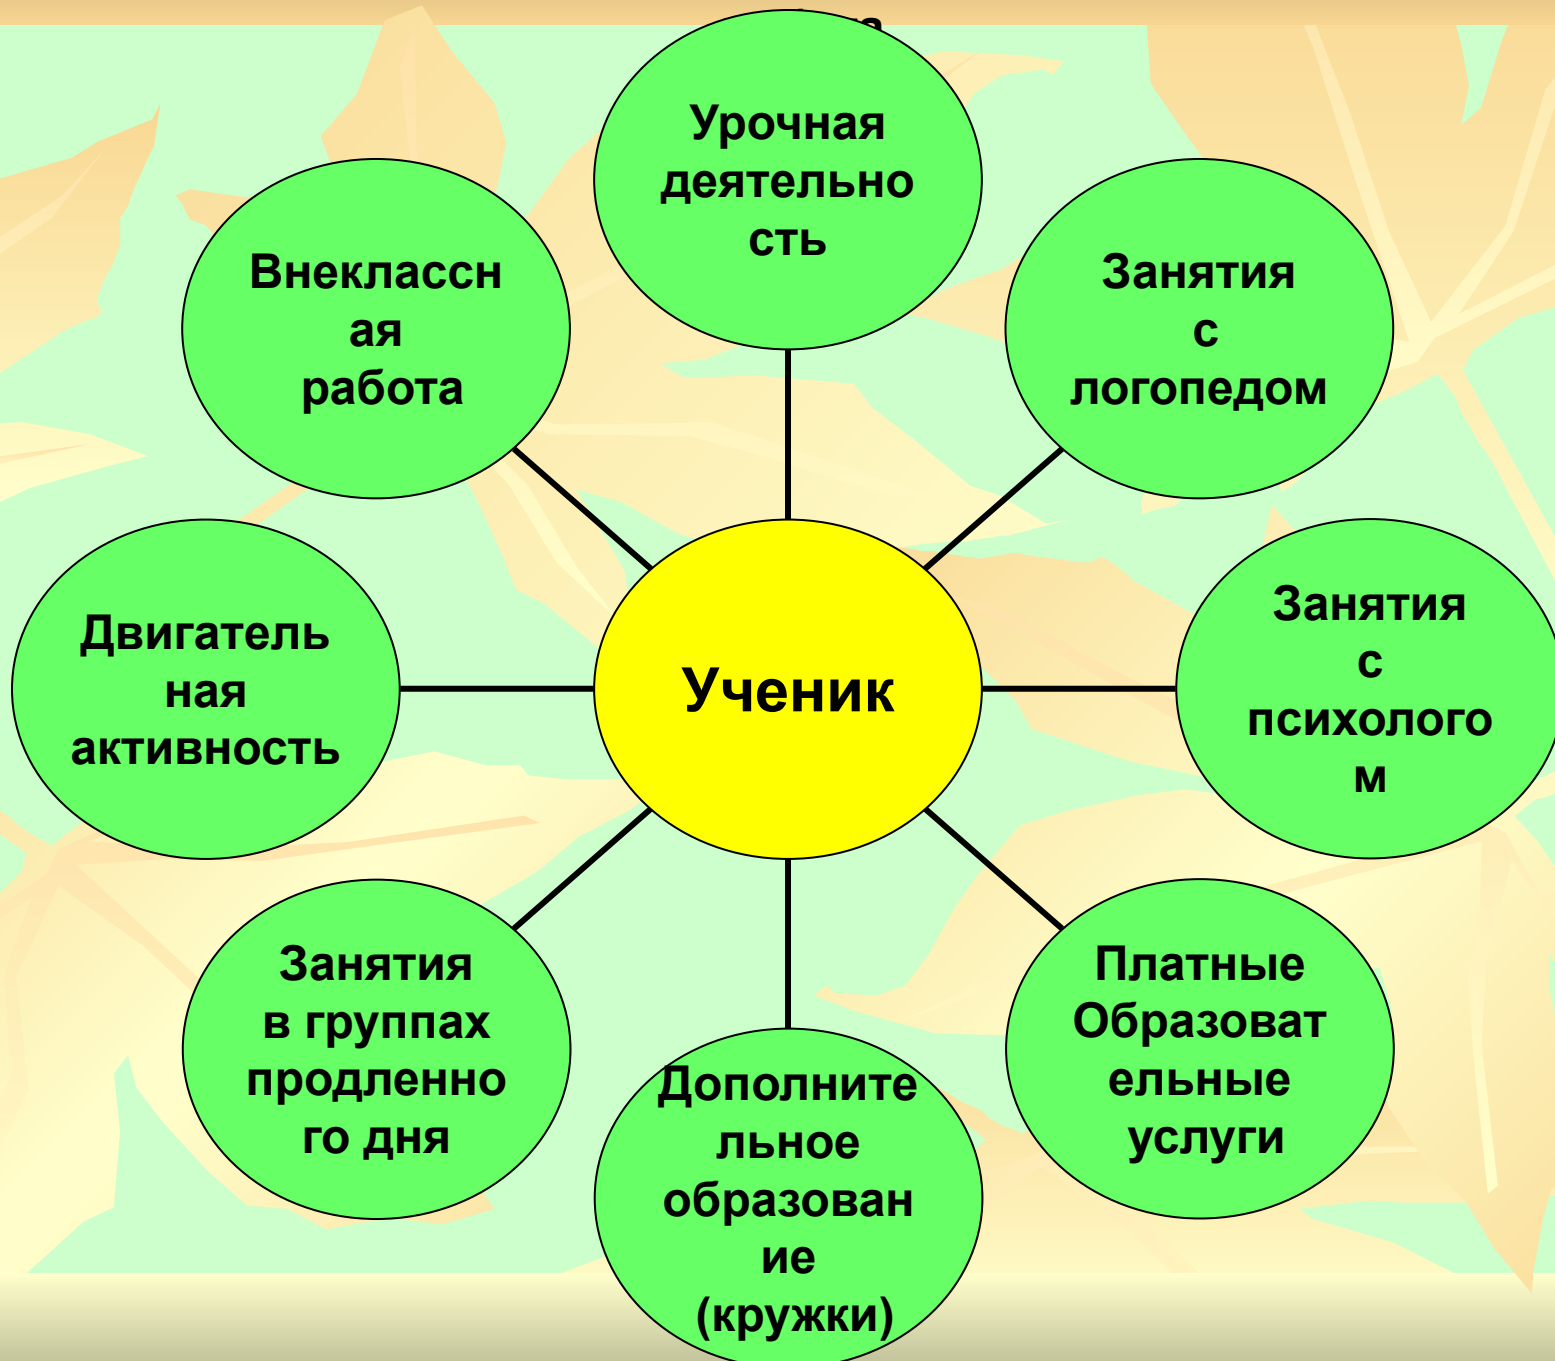 Урочная
деятельно
сть
Внеклассн
ая
работа
Занятия
с
логопедом
Двигатель
ная
активность
Ученик
Занятия
с
психолого
м
Занятия
в группах
продленно
го дня
Дополните
льное
образован
ие
(кружки)
Платные
Образоват
ельные
услуги